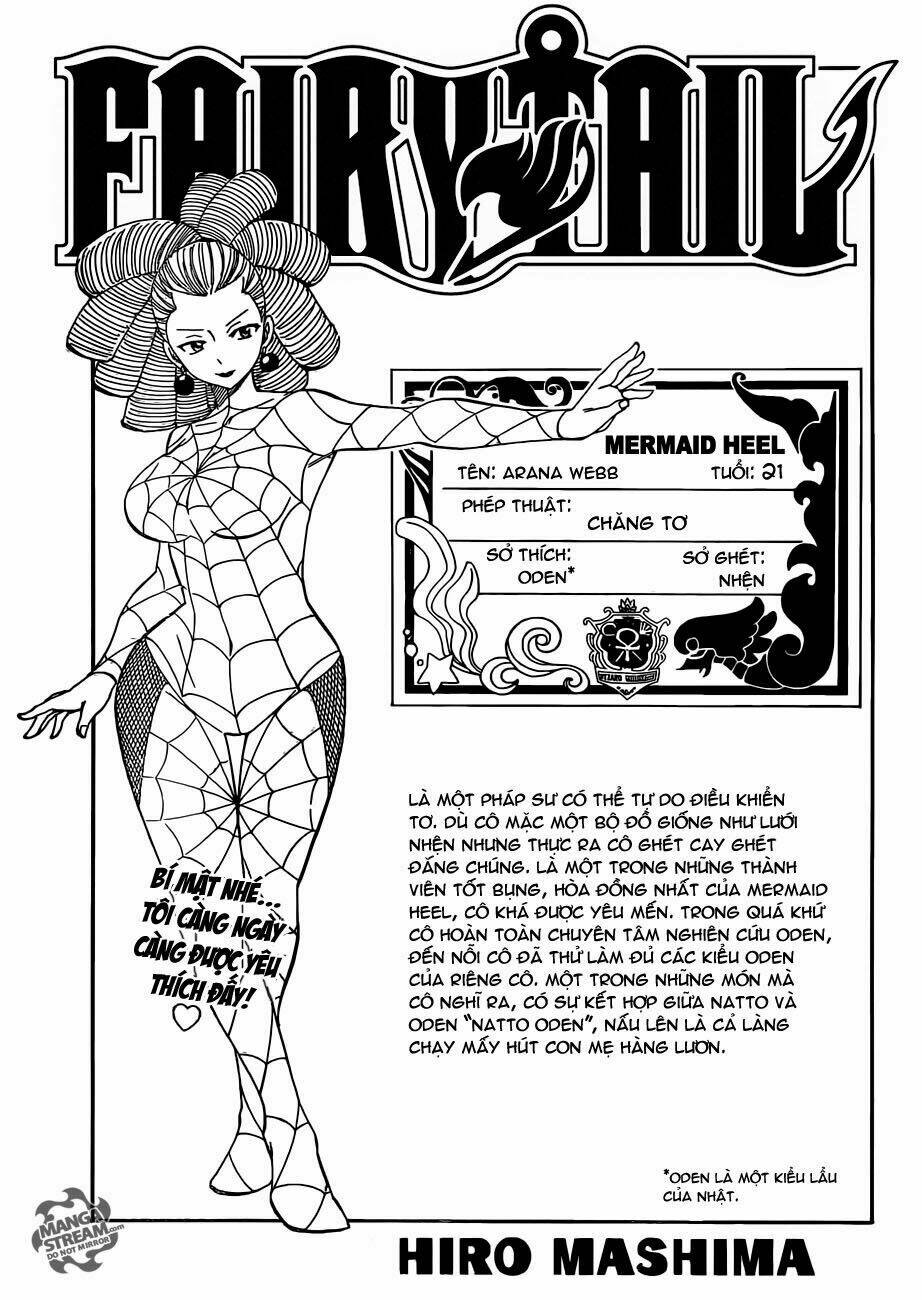 FAIRY TAIL
MERMAID HEEL
TÊN: ARANA WEBB TUỔI: 21
PHÉP THUẬT:
CHĂNG TƠ
SỞ THÍCH: SỞ GHÉT:
ODEN* NHỆN
LÀ MỘT PHÁP SƯ CÓ THỂ TỰ DO ĐIỀU KHIỂN
TƠ. DÙ CÔ MẶC MỘT BỘ ĐỒ GIỐNG NHƯ LƯỚI
NHỆN NHƯNG THỰC RA CÔ GHÉT CAY GHÉT
ĐẮNG CHÚNG. LÀ MỘT TRONG NHỮNG THÀNH
VIÊN TỐT BỤNG, HÒA ĐỒNG NHẤT CỦA MERMAID
HEEL, CÔ KHÁ ĐƯỢC YÊU MẾN. TRONG QUÁ KHỨ
CÔ HOÀN TOÀN CHUYÊN TÂM NGHIÊN CỨU ODEN,
ĐẾN NỖI CÔ ĐÃ THỬ LÀM ĐỦ CÁC KIỂU ODEN
CỦA RIÊNG CÔ. MỘT TRONG NHỮNG MÓN MÀ
CÔ NGHĨ RA, CÓ SỰ KẾT HỢP GIỮA NATTO VÀ
ODEN “NATTO ODEN”, NẤU LÊN LÀ CẢ LÀNG
CHẠY MẤY HÚT CON MẸ HÀNG LƯƠN.
BÍ MẬT NHÉ...
TÔI CÀNG NGÀY
CÀNG ĐƯỢC YÊU
THÍCH ĐẤY!
*ODEN LÀ MỘT KIỂU LẨU
CỦA NHẬT.
MANGA
STREAM.com
DO NOT MIRROR!
HIRO MASHIMA